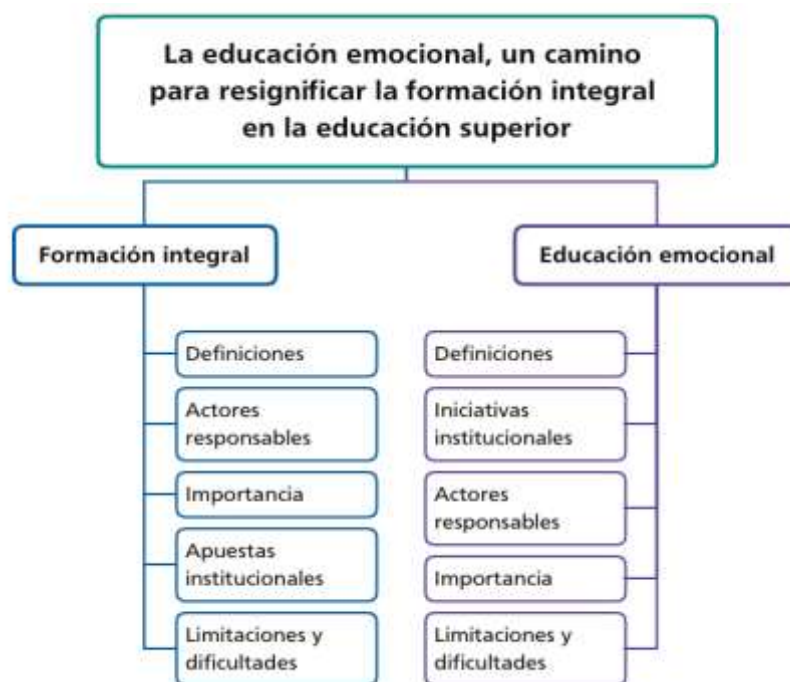 La educación emocional, un camino
para resignificar la formación integral
en la educación superior
Formación integral
Definiciones
Actores
responsables
Importancia
Apuestas
institucionales
Limitaciones y
dificultades
Educación emocional
Definiciones
Iniciativas
institucionales
Actores
responsables
Importancia
Limitaciones y
dificultades